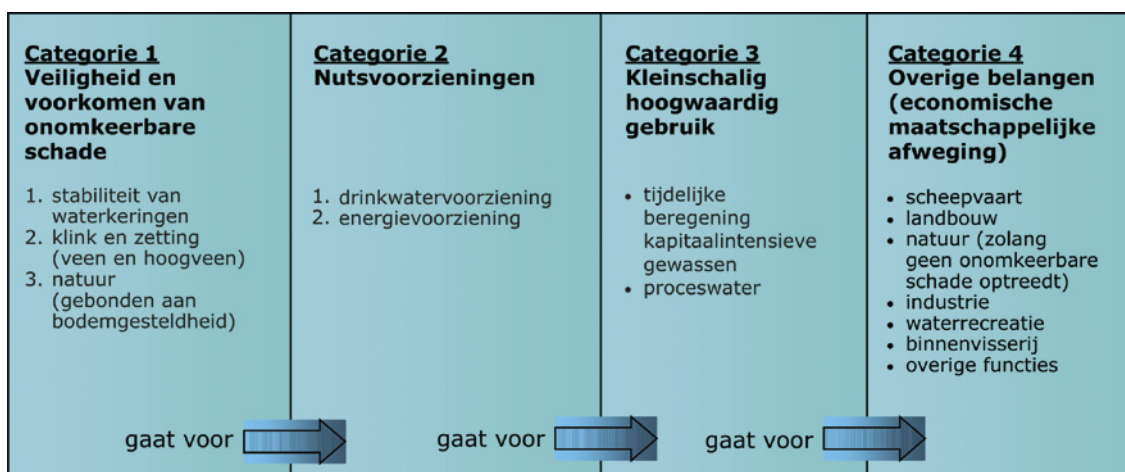 Categorie 1
Veiligheid en
voorkomen van
onomkeerbare
schade
1. stabiliteit van
waterkeringen
2. klink en zetting
(veen en hoogveen)
3. natuur
(gebonden aan
bodemgesteldheid)
gaat voor
Categorie 2
Nutsvoorzieningen
1. drinkwatervoorziening
2. energievoorziening
gaat voor
Categorie 3
Kleinschalig
hoogwaardig
gebruik
• tijdelijke
beregening
kapitaalintensieve
gewassen
• proceswater
gaat voor
Categorie 4
Overige belangen
(economische
maatschappelijke
afweging)
• scheepvaart
• landbouw
• natuur (zolang
geen onomkeerbare
schade optreedt)
• industrie
• waterrecreatie
• binnenvisserij
• overige functies